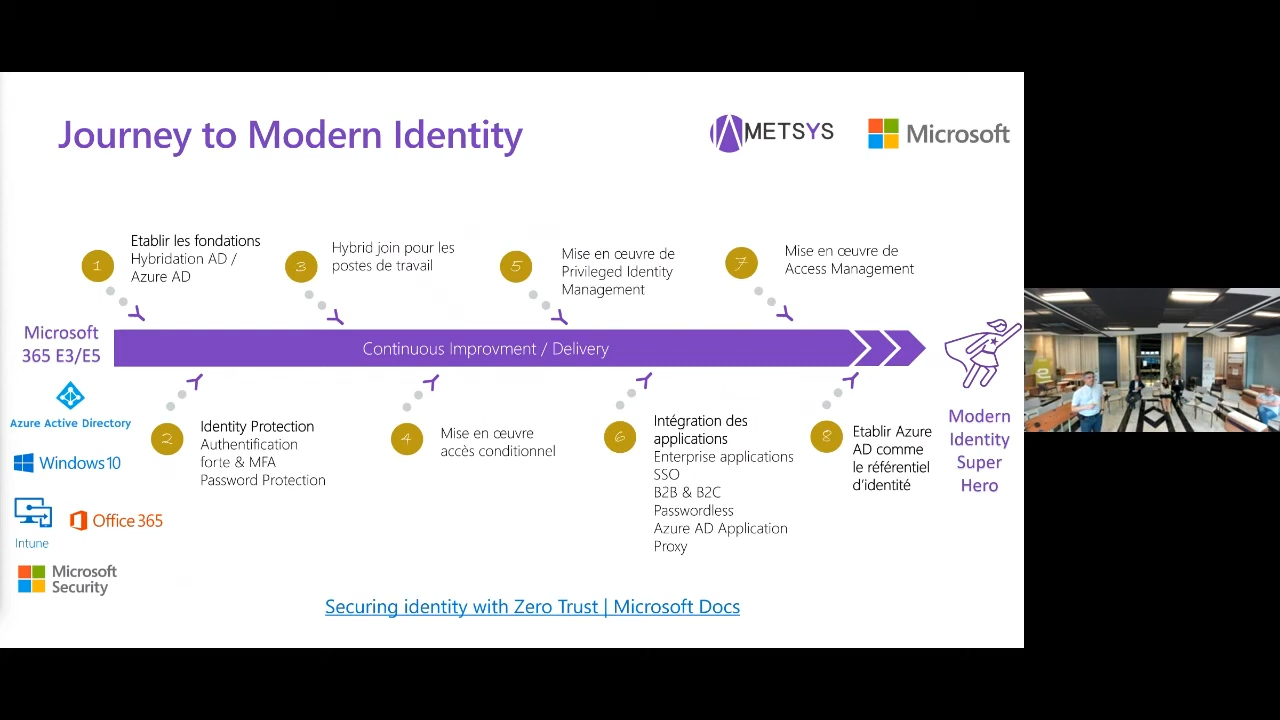 Journey to Modern Identity
METSYS
Microsoft
1
Etablir les fondations
Hybridation AD /
Azure AD
3
Hybrid join pour les
postes de travail
5
Mise en œuvre de
Privileged Identity
Management
7
Mise en œuvre de
Access Management
Microsoft
365 E3/E5
Continuous Improvment / Delivery
Azure Active Directory
Windows10
Intune
Office 365
Microsoft
Security
2
Identity Protection
Authentification
forte & MFA
Password Protection
4
Mise en œuvre
accès conditionnel
6
Intégration des
applications
Enterprise applications
SSO
B2B & B2C
Passwordless
Azure AD Application
Proxy
8
Etablir Azure
AD comme
le référentiel
d'identité
Modern
Identity
Super
Hero
Securing identity with Zero Trust | Microsoft Docs